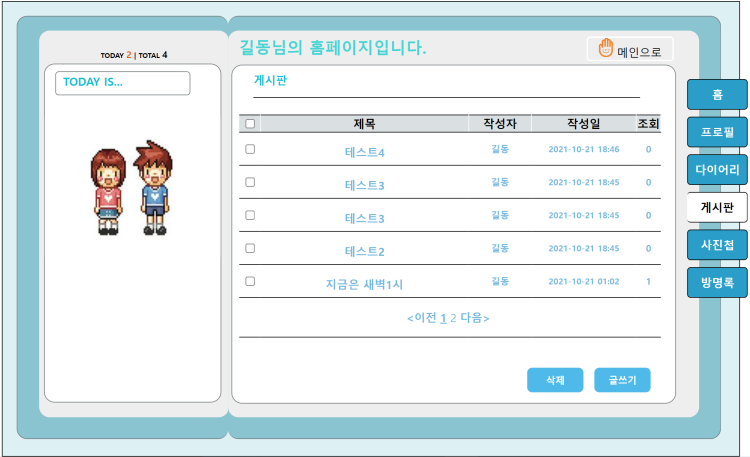 길동님의 홈페이지입니다.
메인으로
TODAY 2 | TOTAL 4
TODAY IS...
게시판
제목 작성자 작성일 조회
테스트4 길동 2021-10-21 18:46 0
테스트3 길동 2021-10-21 18:45 0
테스트3 길동 2021-10-21 18:45 0
테스트2 길동 2021-10-21 18:45 0
지금은 새벽1시 길동 2021-10-21 01:02 1
<이전 1 2 다음>
삭제 글쓰기
홈
프로필
다이어리
게시판
사진첩
방명록